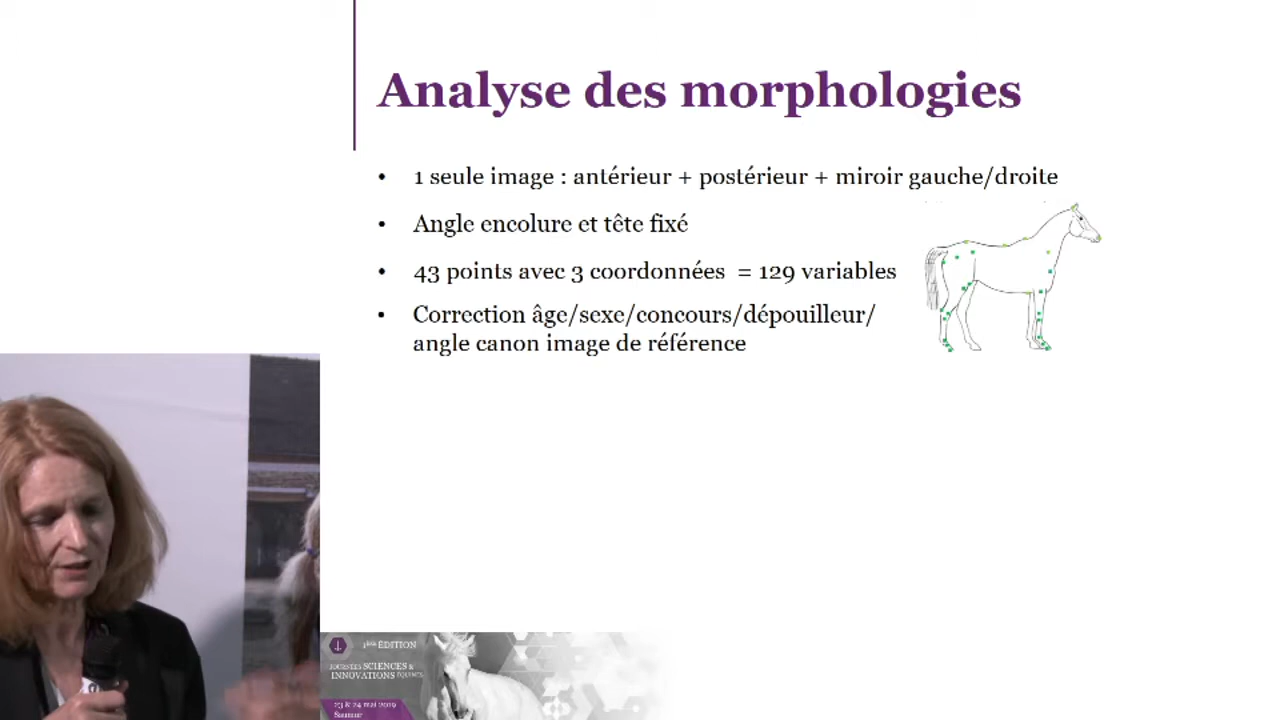 Analyse des morphologies
• 1 seule image : antérieur + postérieur + miroir gauche/droite
• Angle encolure et tête fixé
• 43 points avec 3 coordonnées = 129 variables
• Correction âge/sexe/concours/dépouilleur/
angle canon image de référence
1ère ÉDITION
JOURNÉES SCIENCES &
INNOVATIONS ÉQUINES
23 & 24 mai 2019
Saumur